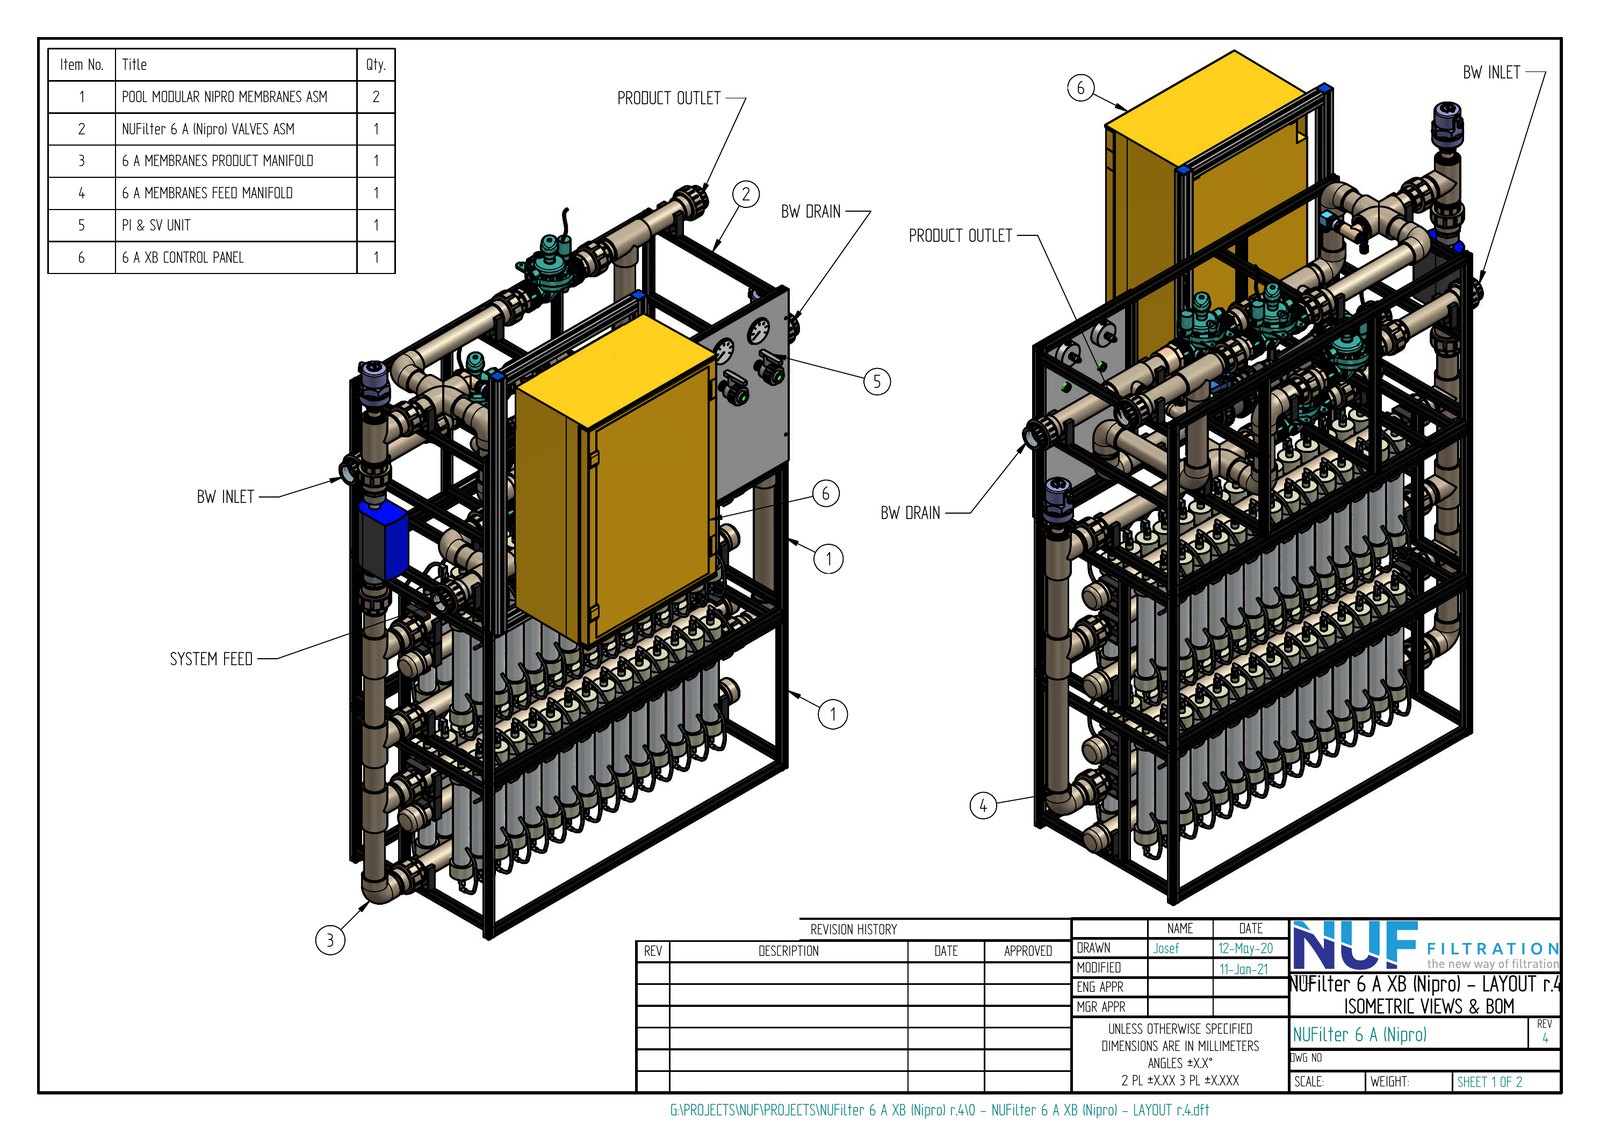 Item No. Title Qty.
1 POOL MODULAR NIPRO MEMBRANES ASM 2
2 NUFilter 6 A (Nipro) VALVES ASM 1
3 6 A MEMBRANES PRODUCT MANIFOLD 1
4 6 A MEMBRANES FEED MANIFOLD 1
5 PI & SV UNIT 1
6 6 A XB CONTROL PANEL 1
PRODUCT OUTLET
2
BW DRAIN
5
6
1
1
BW INLET
SYSTEM FEED
3
6
BW INLET
PRODUCT OUTLET
BW DRAIN
4
REVISION HISTORY
REV DESCRIPTION DATE APPROVED
NAME DATE
DRAWN Josef 12-May-20
MODIFIED 11-Jan-21
ENG APPR
MGR APPR
UNLESS OTHERWISE SPECIFIED
DIMENSIONS ARE IN MILLIMETERS
ANGLES ±X.X°
2 PL ±X.XX 3 PL ±X.XXX
NUF FILTRATION
the new way of filtration
NUFilter 6 A XB (Nipro) - LAYOUT r.4
ISOMETRIC VIEWS & BOM
NUFilter 6 A (Nipro)
REV
4
DWG NO
SCALE: WEIGHT: SHEET 1 OF 2
G:\PROJECTS\NUF\PROJECTS\NUFilter 6 A XB (Nipro) r.4\0 - NUFilter 6 A XB (Nipro) - LAYOUT r.4.dft